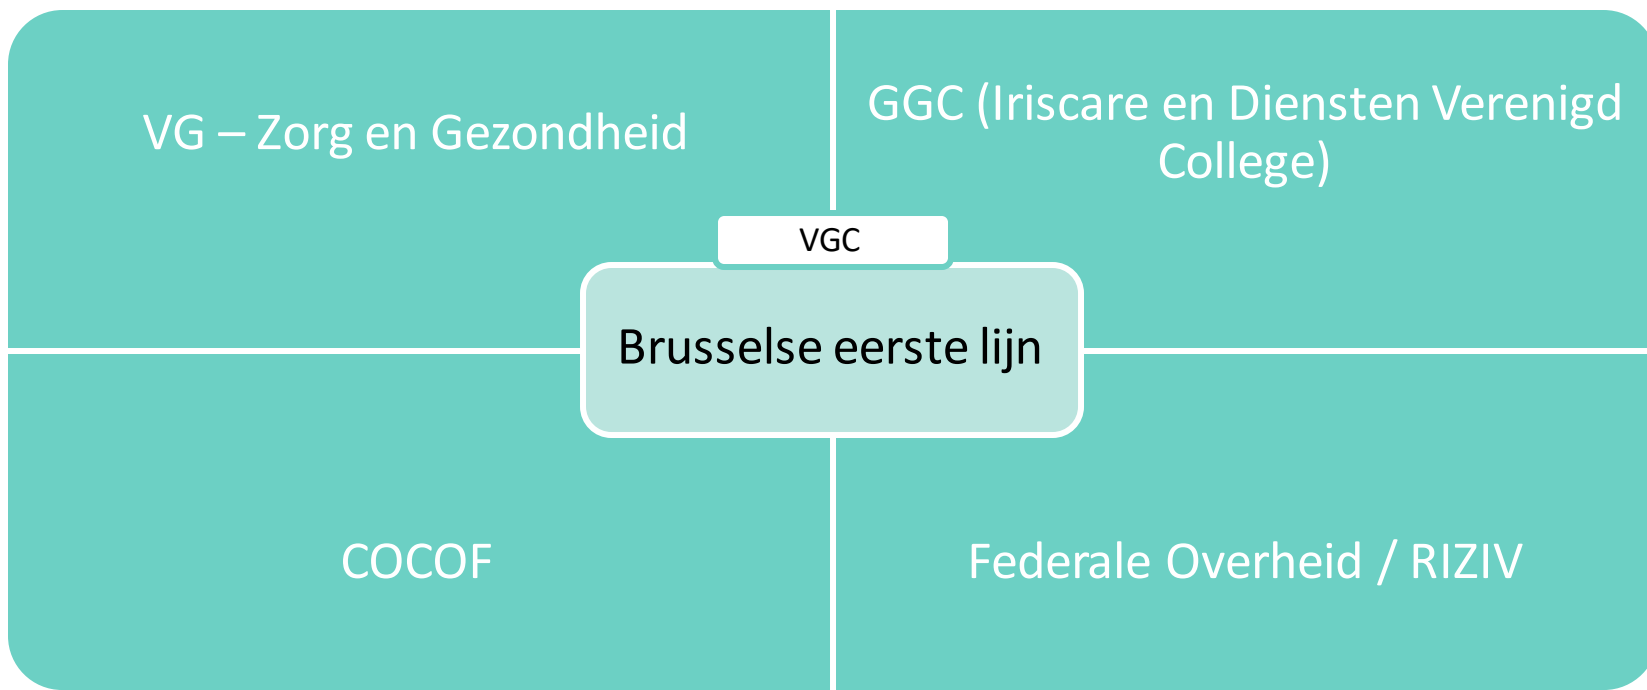 VG – Zorg en Gezondheid
GGC (Iriscare en Diensten Verenigd
College)
VGC
Brusselse eerste lijn
COCOF
Federale Overheid / RIZIV